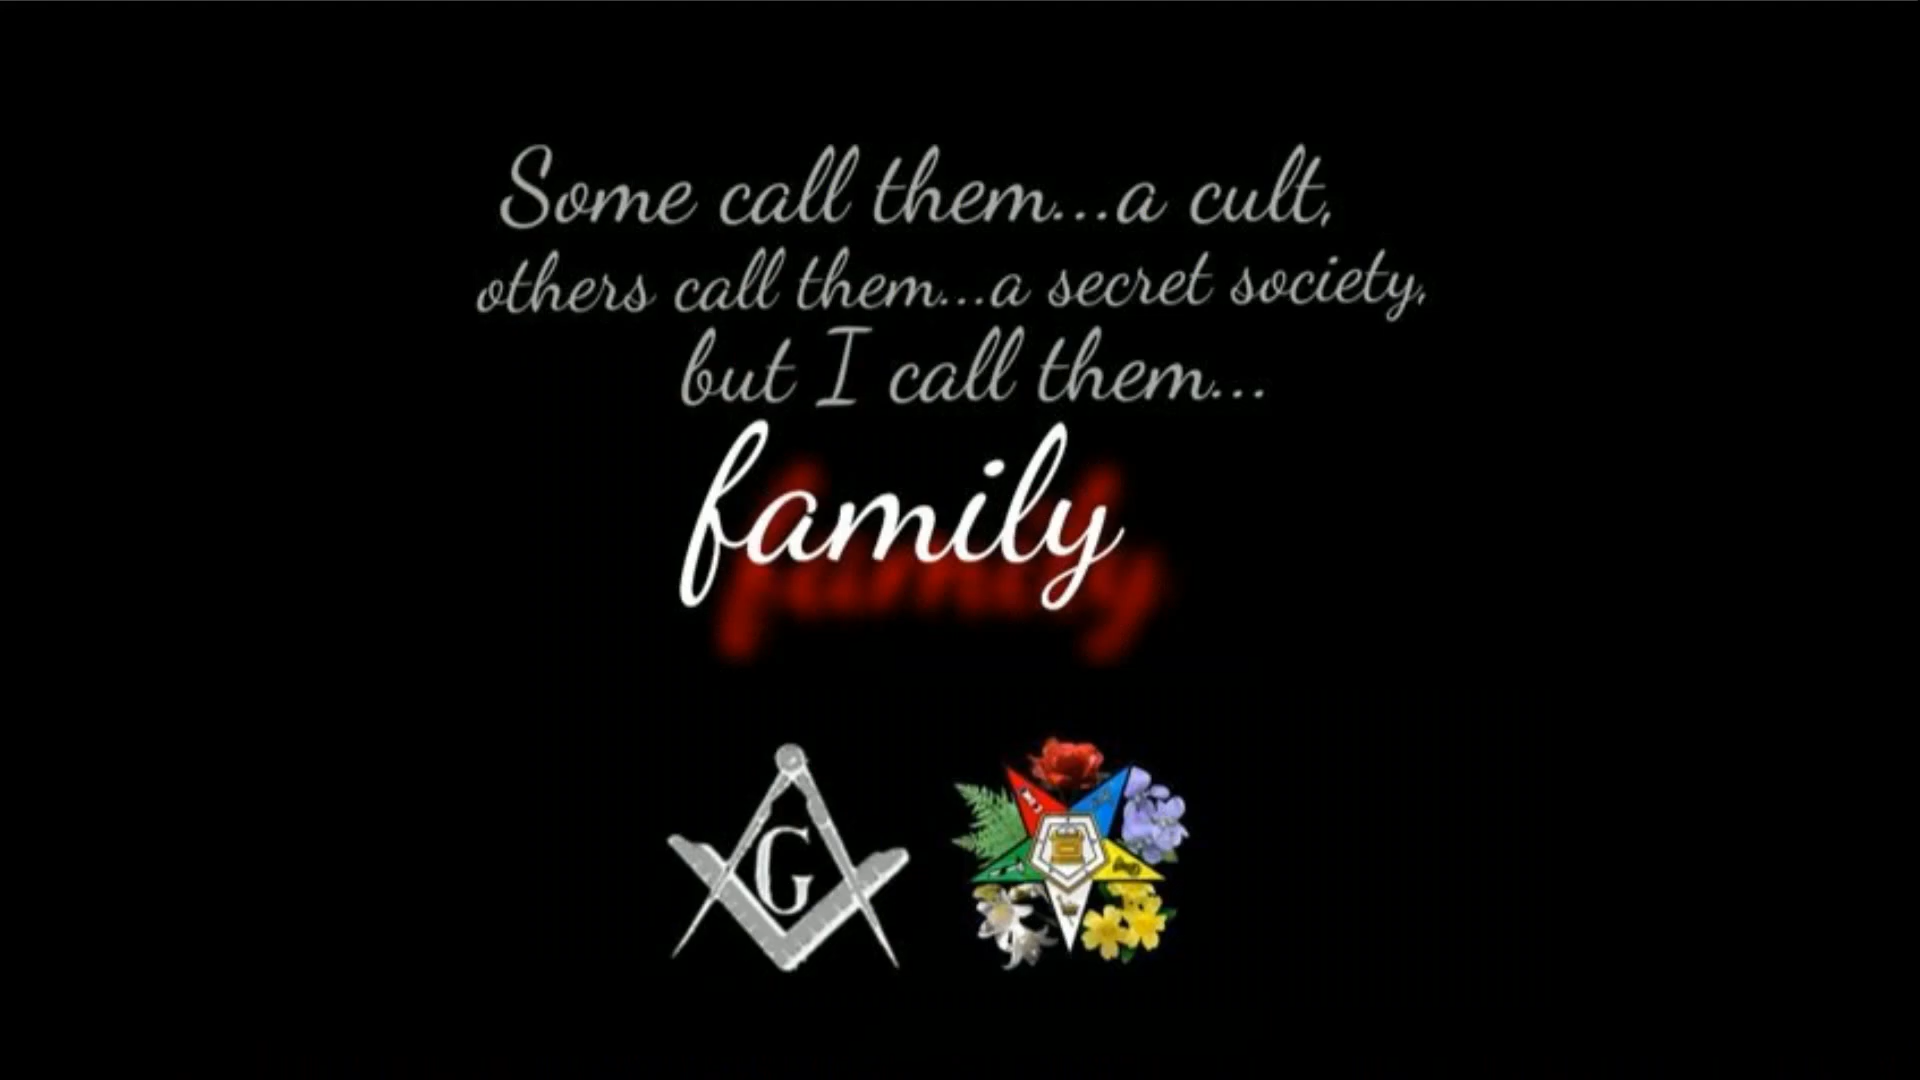 Some call them...a cult,
others call them...a secret society,
but I call them...
family
G